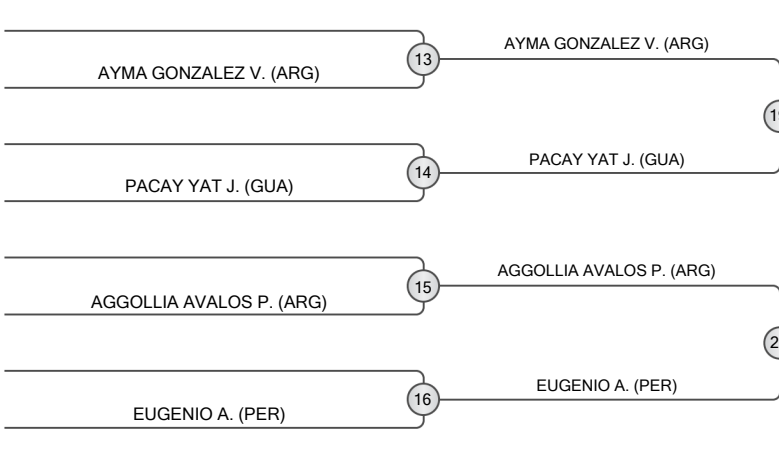 AYMA GONZALEZ V. (ARG)
13
AYMA GONZALEZ V. (ARG)
PACAY YAT J. (GUA)
14
PACAY YAT J. (GUA)
AGGOLLIA AVALOS P. (ARG)
15
AGGOLLIA AVALOS P. (ARG)
EUGENIO A. (PER)
16
EUGENIO A. (PER)